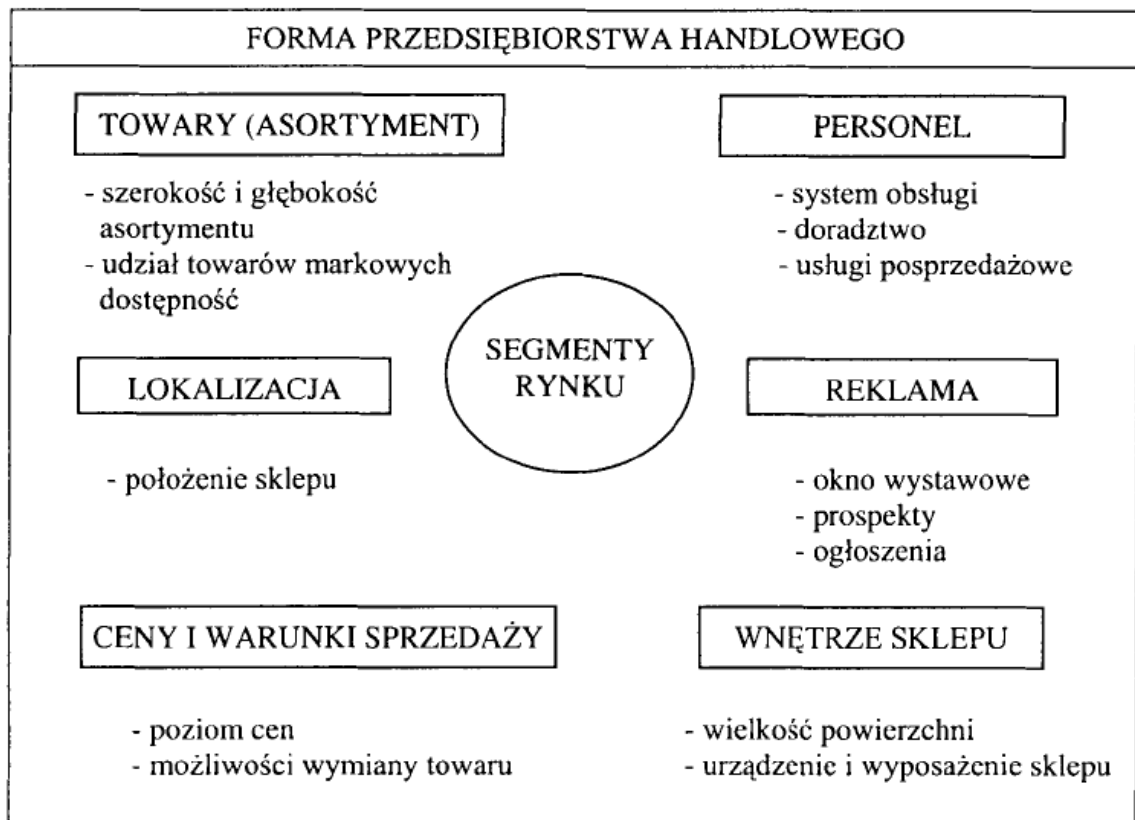 FORMA PRZEDSIĘBIORSTWA HANDLOWEGO
TOWARY (ASORTYMENT)
- szerokość i głębokość
asortymentu
- udział towarów markowych
dostępność
PERSONEL
- system obsługi
- doradztwo
- usługi posprzedażowe
SEGMENTY
RYNKU
LOKALIZACJA
- położenie sklepu
REKLAMA
- okno wystawowe
- prospekty
- ogłoszenia
CENY I WARUNKI SPRZEDAŻY
- poziom cen
- możliwości wymiany towaru
WNĘTRZE SKLEPU
- wielkość powierzchni
- urządzenie i wyposażenie sklepu